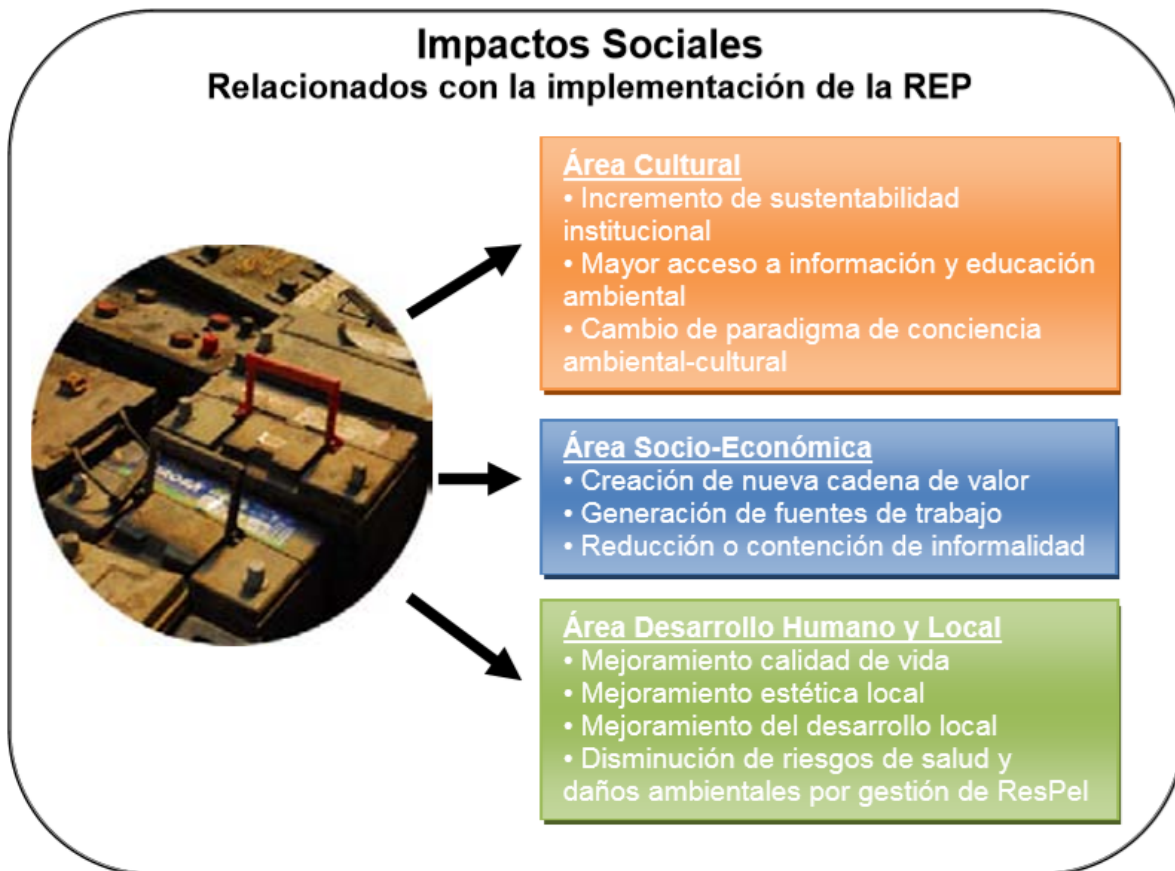 Impactos Sociales
Relacionados con la implementación de la REP
Área Cultural
• Incremento de sustentabilidad
institucional
• Mayor acceso a información y educación
ambiental
• Cambio de paradigma de conciencia
ambiental-cultural
Área Socio-Económica
• Creación de nueva cadena de valor
• Generación de fuentes de trabajo
• Reducción o contención de informalidad
Área Desarrollo Humano y Local
• Mejoramiento calidad de vida
• Mejoramiento estética local
• Mejoramiento del desarrollo local
• Disminución de riesgos de salud y
daños ambientales por gestión de ResPel